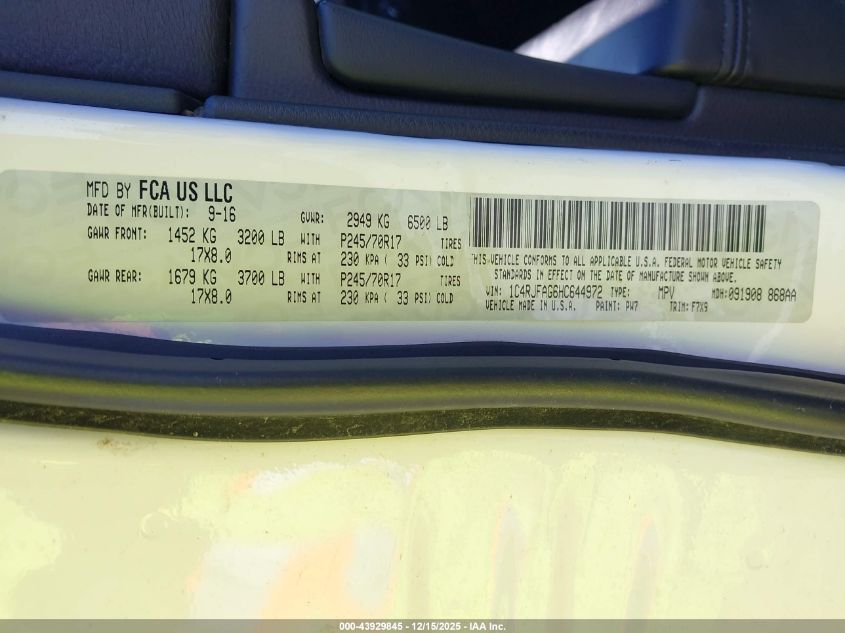 MFD BY FCA US LLC
DATE OF MFR(BUILT): 9-16 GVWR: 2949 KG 6500 LB
GAWR FRONT: 1452 KG 3200 LB WITH P245/70R17 TIRES
17X8.0 RIMS AT 230 KPA ( 33 PSI) COLD
GAWR REAR: 1679 KG 3700 LB WITH P245/70R17 TIRES
17X8.0 RIMS AT 230 KPA ( 33 PSI) COLD
THIS VEHICLE CONFORMS TO ALL APPLICABLE U.S.A. FEDERAL MOTOR VEHICLE SAFETY
STANDARDS IN EFFECT ON THE DATE OF MANUFACTURE SHOWN ABOVE.
VIN: 1C4RJFAG6HC644972 TYPE: MPV MDH: 091908 868AA
VEHICLE MADE IN U.S.A. PAINT: PW7 TRIM: F7X9
000-43929845 - 12/15/2025 - IAA Inc.